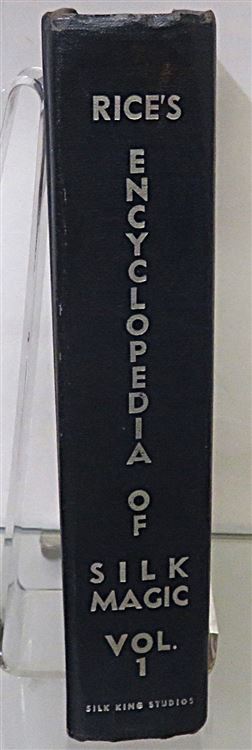 RICE'S
ENCYCLOPEDIA
OF
SILK
MAGIC
VOL.
1
SILK KING STUDIOS